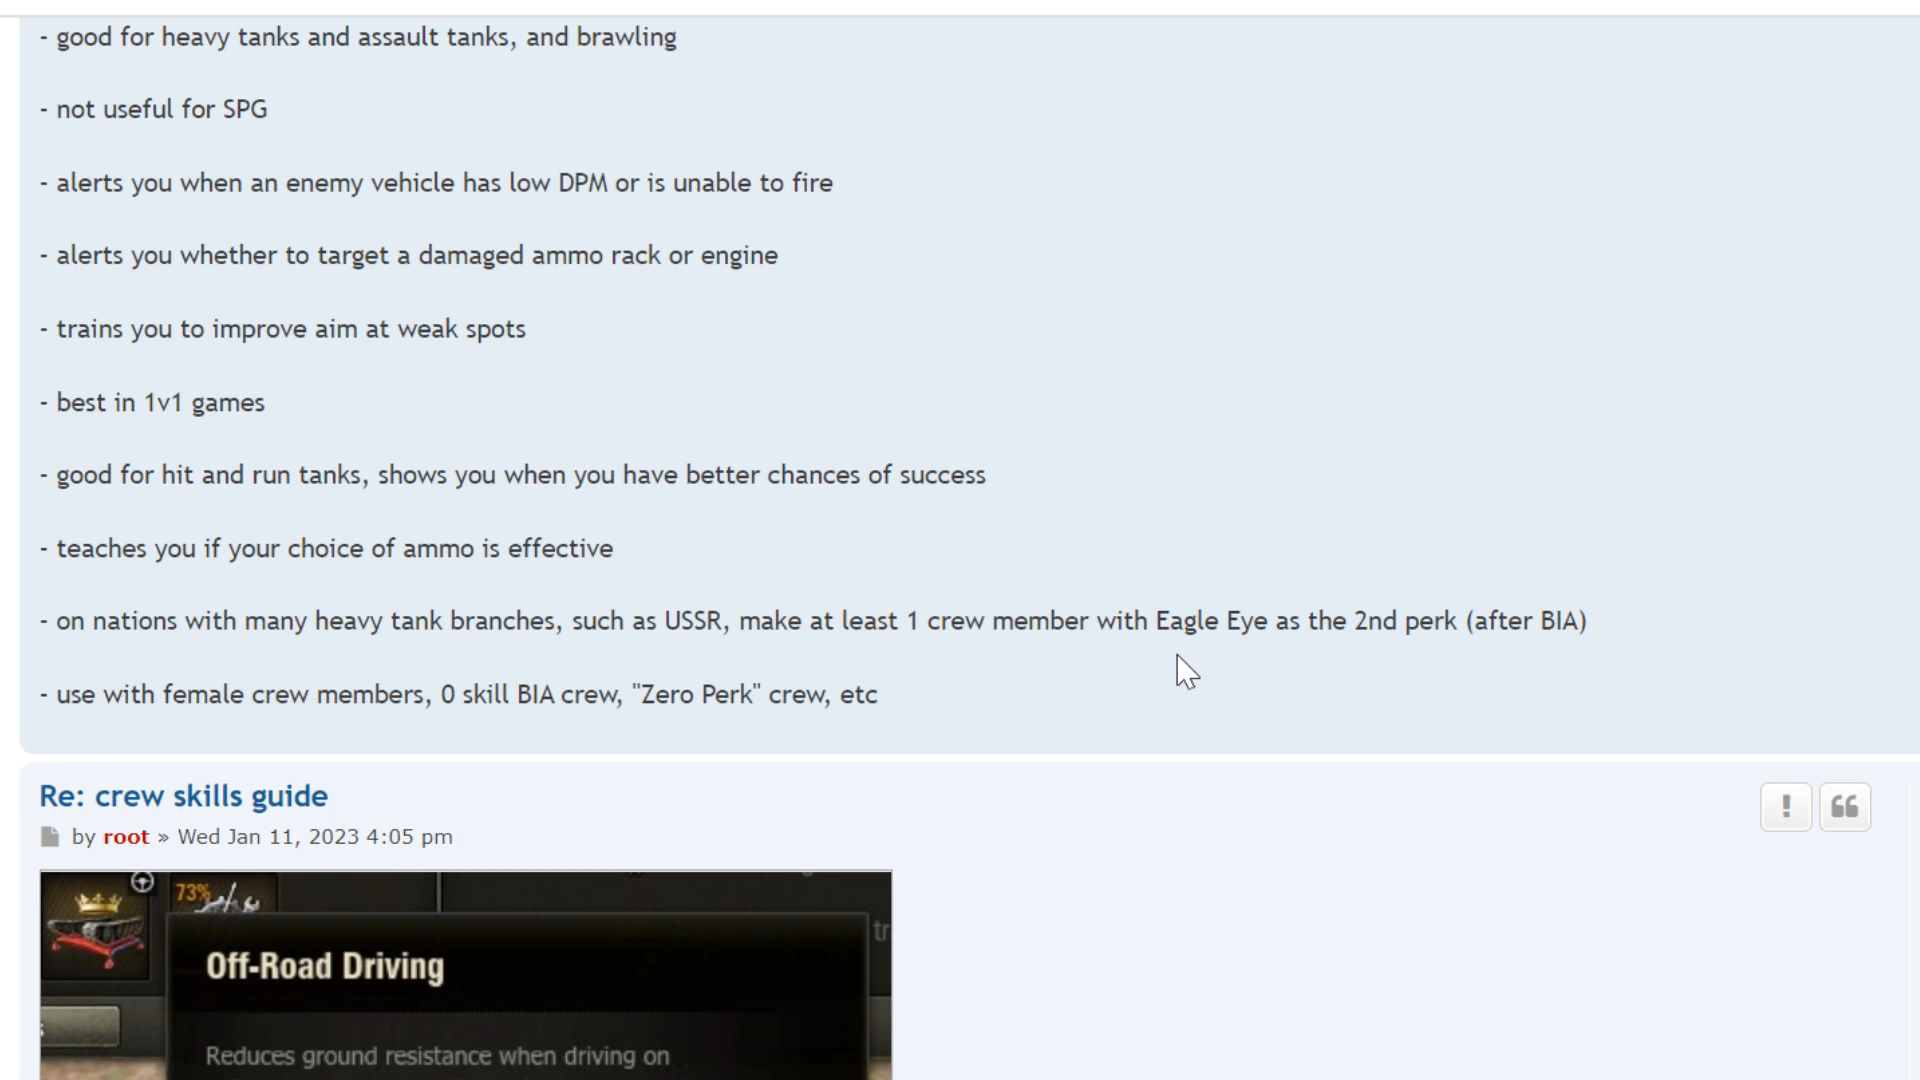 - good for heavy tanks and assault tanks, and brawling
- not useful for SPG
- alerts you when an enemy vehicle has low DPM or is unable to fire
- alerts you whether to target a damaged ammo rack or engine
- trains you to improve aim at weak spots
- best in 1v1 games
- good for hit and run tanks, shows you when you have better chances of success
- teaches you if your choice of ammo is effective
- on nations with many heavy tank branches, such as USSR, make at least 1 crew member with Eagle Eye as the 2nd perk (after BIA)
- use with female crew members, 0 skill BIA crew, "Zero Perk" crew, etc
Re: crew skills guide
by root » Wed Jan 11, 2023 4:05 pm
73%
Off-Road Driving
Reduces ground resistance when driving on